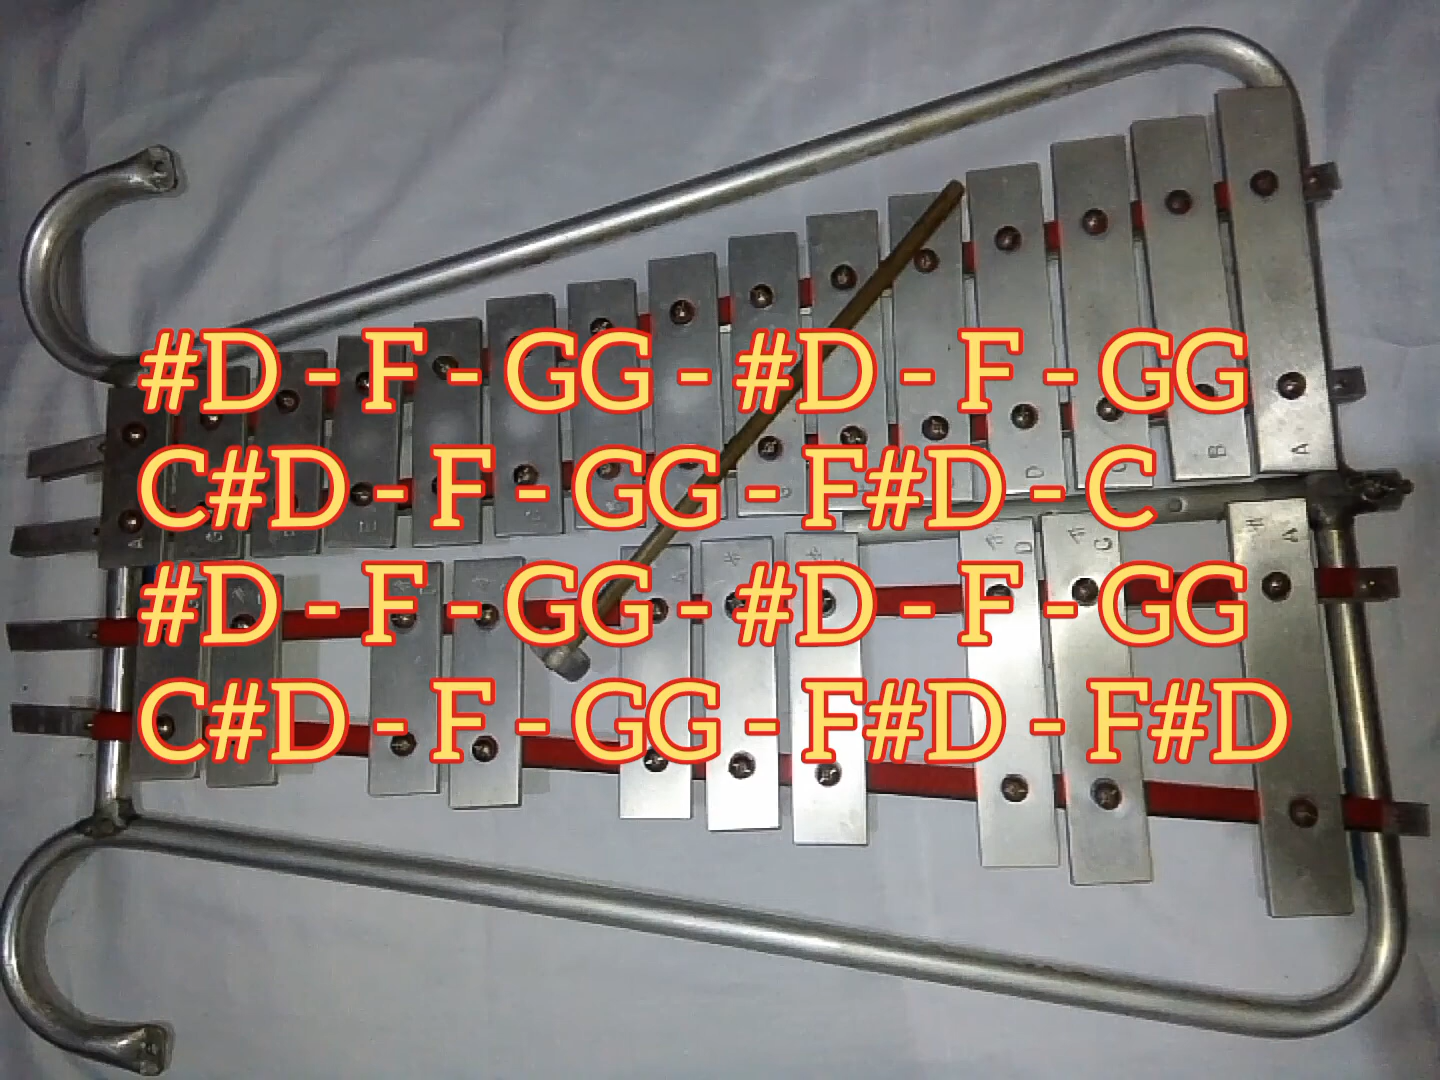 #D - F - GG - #D - F - GG
C#D - F - GG - F#D - C
#D - F - GG - #D - F - GG
C#D - F - GG - F#D - F#D
D
B
A
# D
# C
# A
A